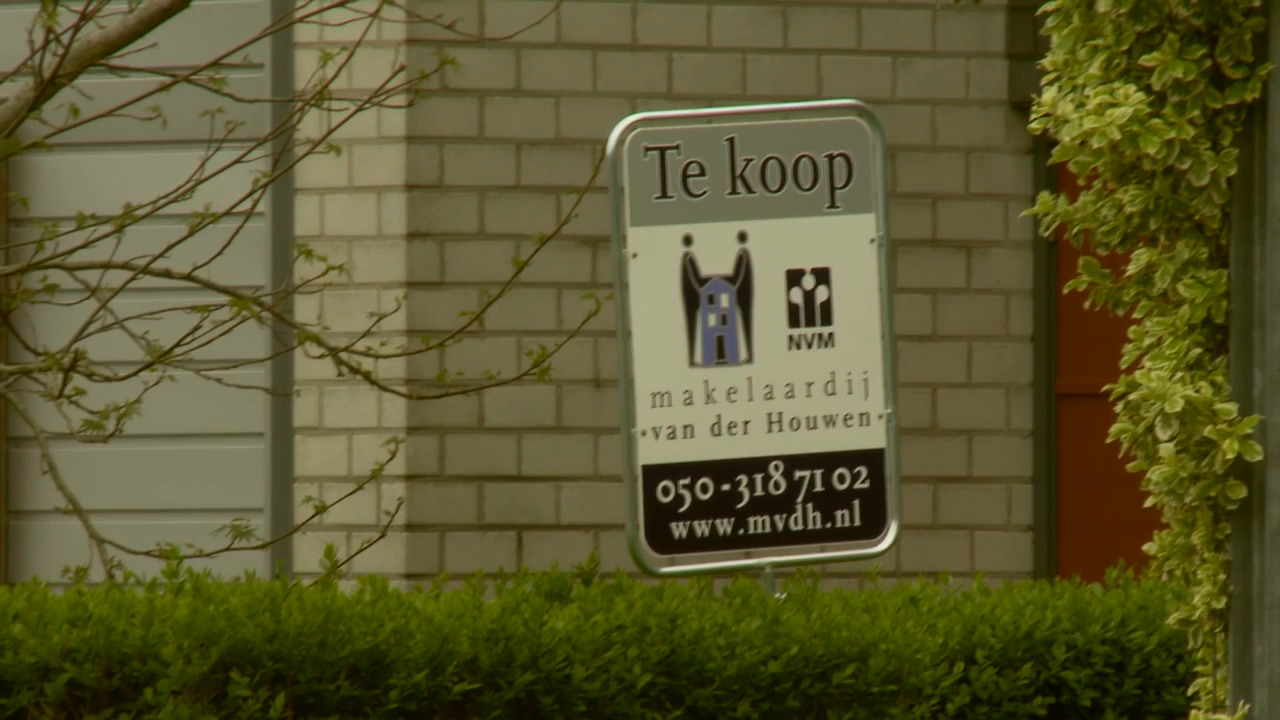 Te koop
NVM
makelaardij
van der Houwen
050-318 71 02
www.mvdh.nl